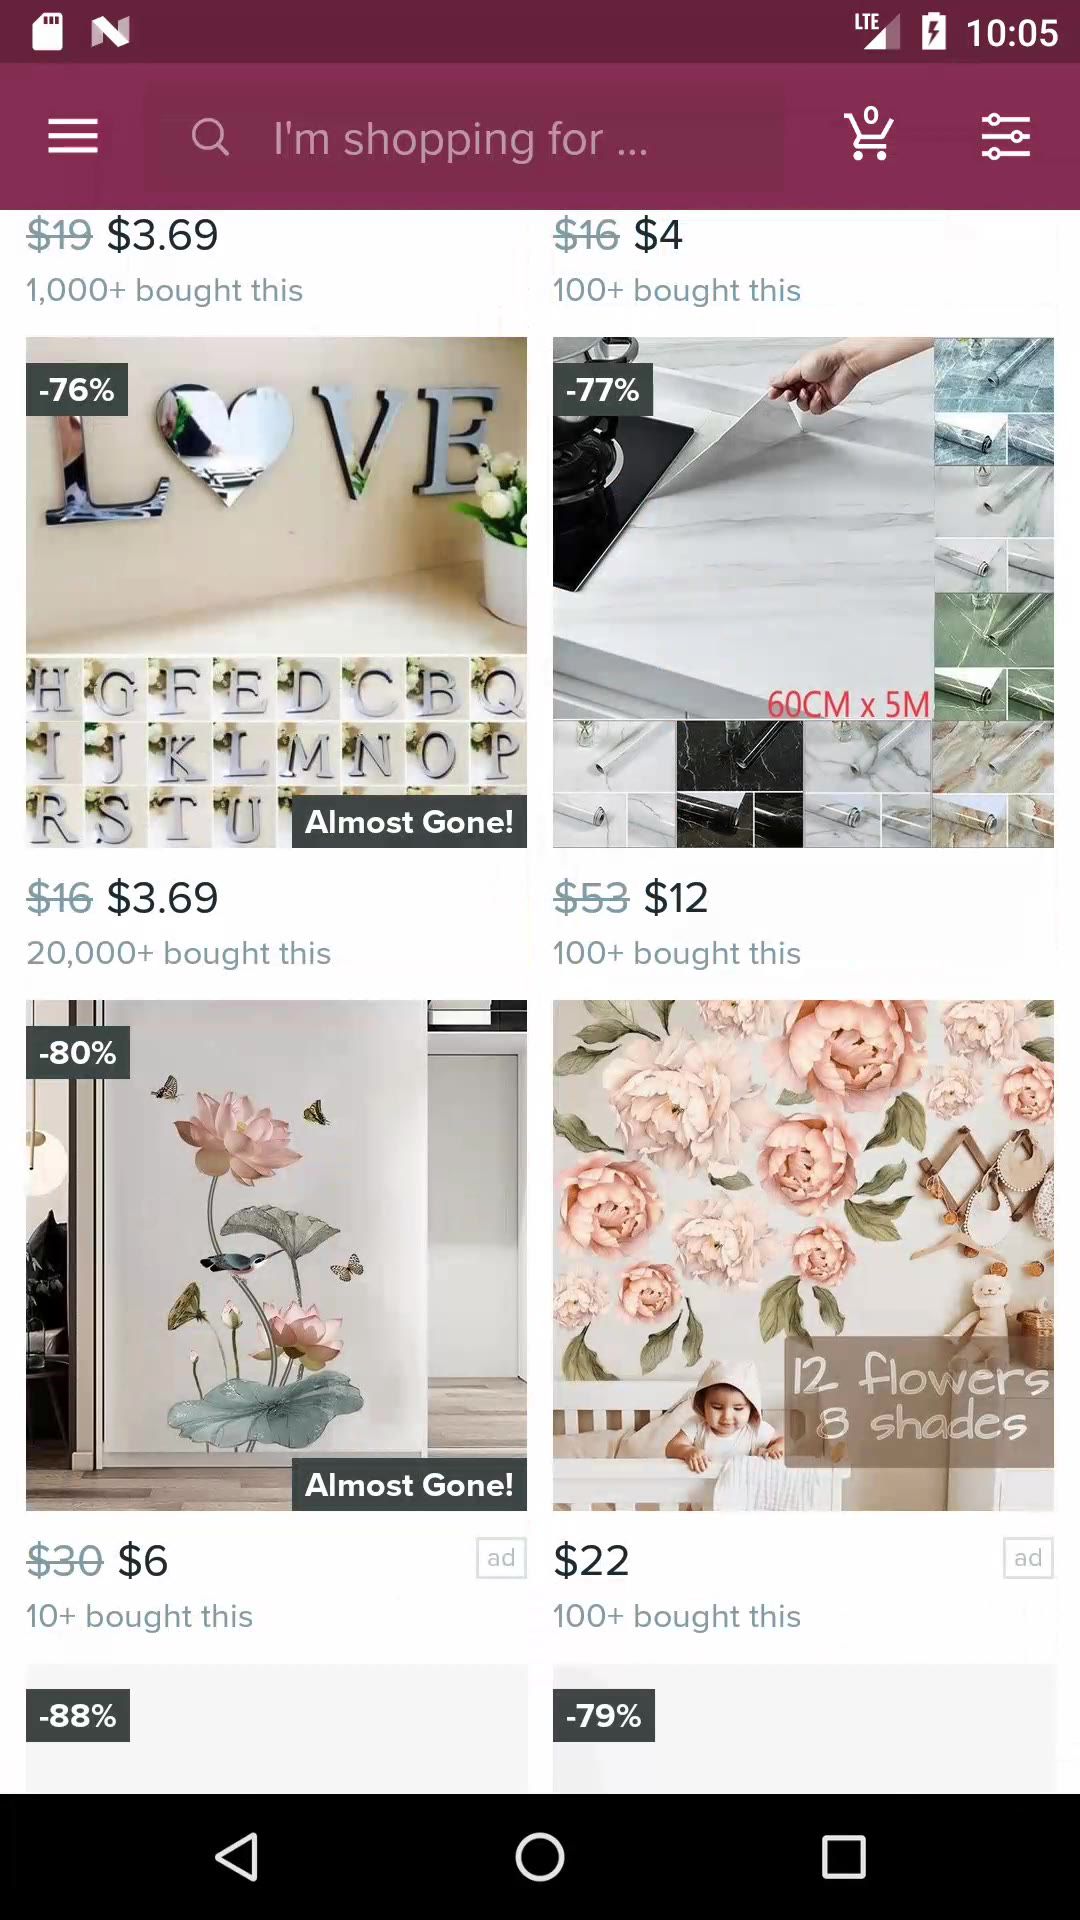 LTE 10:05
I'm shopping for ...
0
$19 $3.69
1,000+ bought this
$16 $4
100+ bought this
-76%
L VE
H G F E D C B Q
I J K L M N O P
R S T U
Almost Gone!
$16 $3.69
20,000+ bought this
-77%
60CM x 5M
$53 $12
100+ bought this
-80%
Almost Gone!
$30 $6
ad
10+ bought this
12 flowers
8 shades
$22
ad
100+ bought this
-88%
-79%